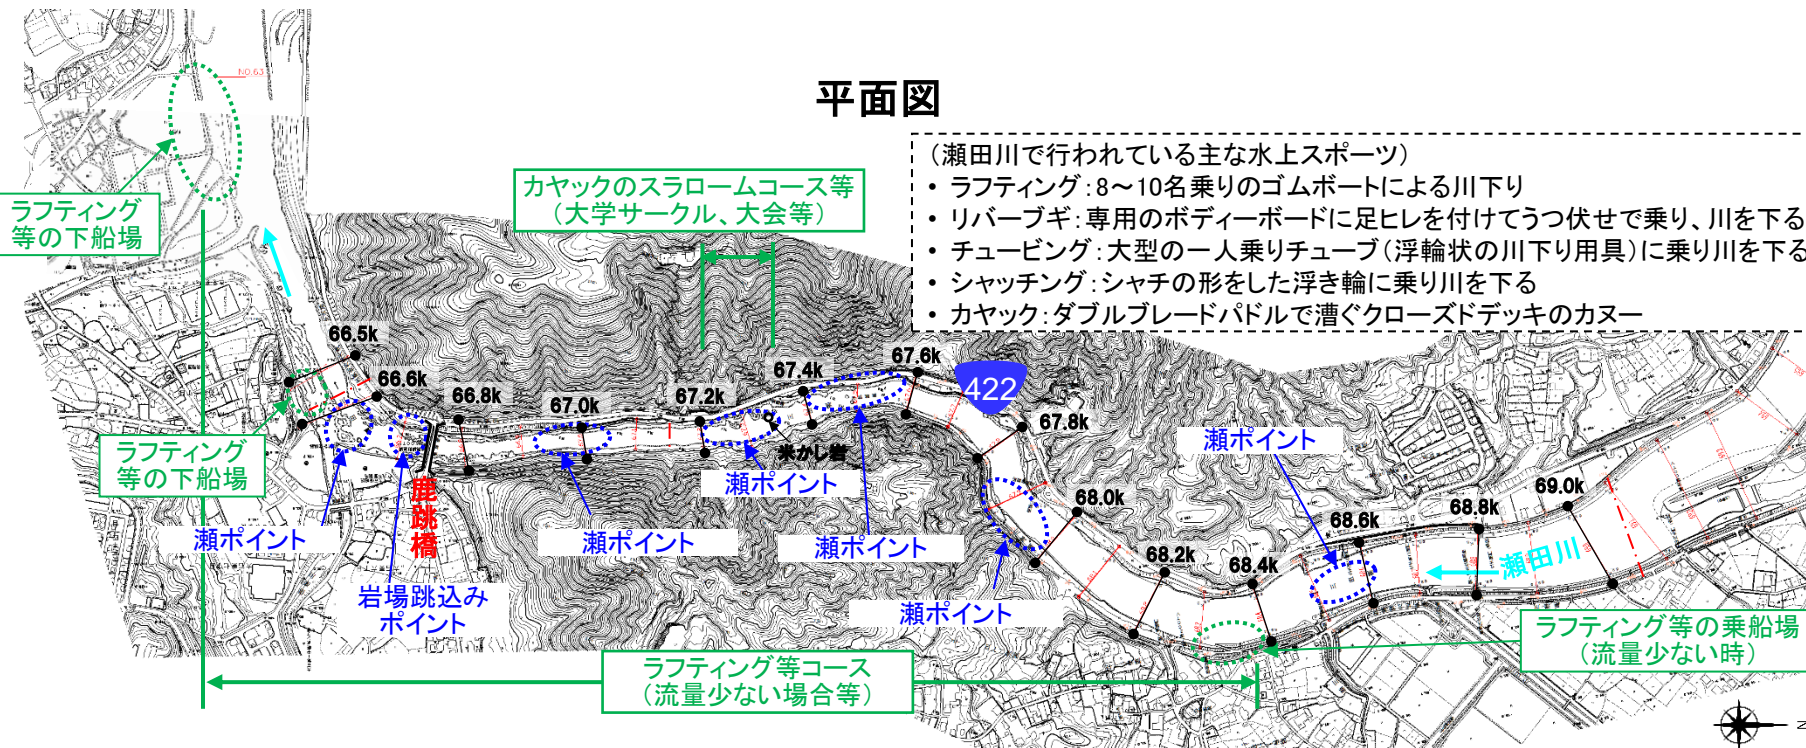 平面図
NO.63
(瀬田川で行われている主な水上スポーツ)
• ラフティング：8～10名乗りのゴムボートによる川下り
• リバーブギ：専用のボディーボードに足ヒレを付けてうつ伏せで乗り、川を下る
• チュービング：大型の一人乗りチューブ(浮輪状の川下り用具)に乗り川を下る
• シャッチング：シャチの形をした浮き輪に乗り川を下る
• カヤック：ダブルブレードパドルで漕ぐクローズドデッキのカヌー
カヤックのスラロームコース等
(大学サークル、大会等)
ラフティング
等の下船場
66.5k
66.6k
66.8k
67.0k
67.2k
67.4k
67.6k
422
67.8k
68.0k
68.2k
68.4k
68.6k
68.8k
69.0k
米かし岩
瀬ポイント
瀬ポイント
ラフティング
等の下船場
鹿跳橋
瀬ポイント
瀬ポイント
瀬ポイント
瀬田川
岩場跳込み
ポイント
瀬ポイント
ラフティング等の乗船場
(流量少ない時)
ラフティング等コース
(流量少ない場合等)
N